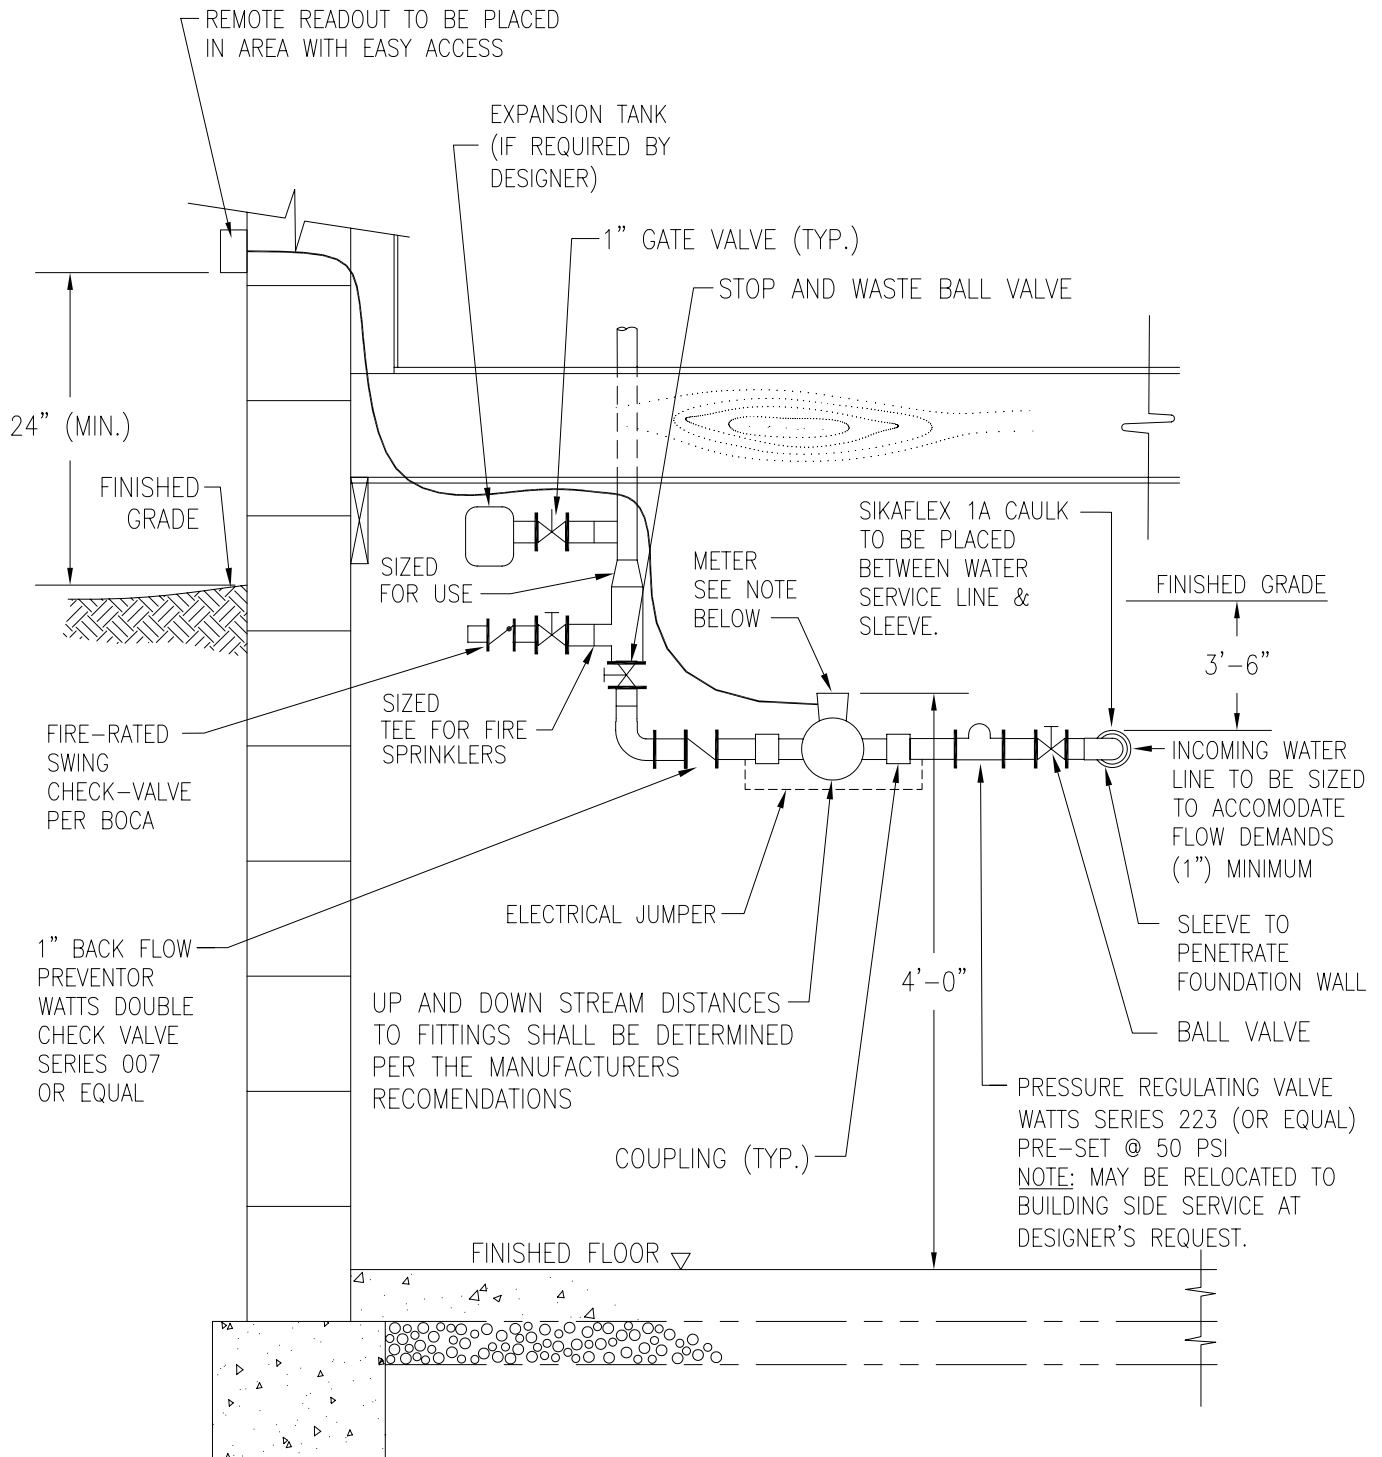 REMOTE READOUT TO BE PLACED
IN AREA WITH EASY ACCESS
EXPANSION TANK
(IF REQUIRED BY
DESIGNER)
1" GATE VALVE (TYP.)
STOP AND WASTE BALL VALVE
24" (MIN.)
FINISHED
GRADE
SIZED
FOR USE
METER
SEE NOTE
BELOW
SIKAFLEX 1A CAULK
TO BE PLACED
BETWEEN WATER
SERVICE LINE &
SLEEVE.
FINISHED GRADE
3'-6"
SIZED
TEE FOR FIRE
SPRINKLERS
FIRE-RATED
SWING
CHECK-VALVE
PER BOCA
INCOMING WATER
LINE TO BE SIZED
TO ACCOMODATE
FLOW DEMANDS
(1") MINIMUM
ELECTRICAL JUMPER
SLEEVE TO
PENETRATE
FOUNDATION WALL
1" BACK FLOW
PREVENTOR
WATTS DOUBLE
CHECK VALVE
SERIES 007
OR EQUAL
4'-0"
UP AND DOWN STREAM DISTANCES
TO FITTINGS SHALL BE DETERMINED
PER THE MANUFACTURERS
RECOMENDATIONS
BALL VALVE
PRESSURE REGULATING VALVE
WATTS SERIES 223 (OR EQUAL)
PRE-SET @ 50 PSI
NOTE: MAY BE RELOCATED TO
BUILDING SIDE SERVICE AT
DESIGNER'S REQUEST.
COUPLING (TYP.)
FINISHED FLOOR